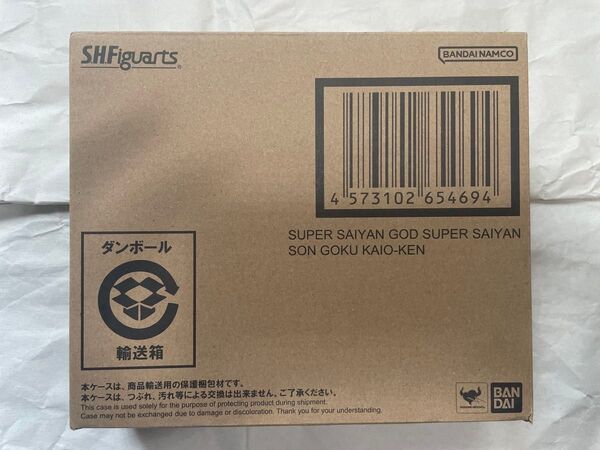 S.H.Figuarts
BANDAI NAMCO
4 573102 654694
SUPER SAIYAN GOD SUPER SAIYAN
SON GOKU KAIO-KEN
ダンボール
輸送箱
本ケースは、商品輸送用の保護梱包材です。
本ケースは、つぶれ、汚れ等による交換は出来ません。ご了承ください。
This case is used solely for the purpose of protecting product during shipment.
Case may not be exchanged due to damage or discoloration. Thank you for your understanding.
BAN
DAI